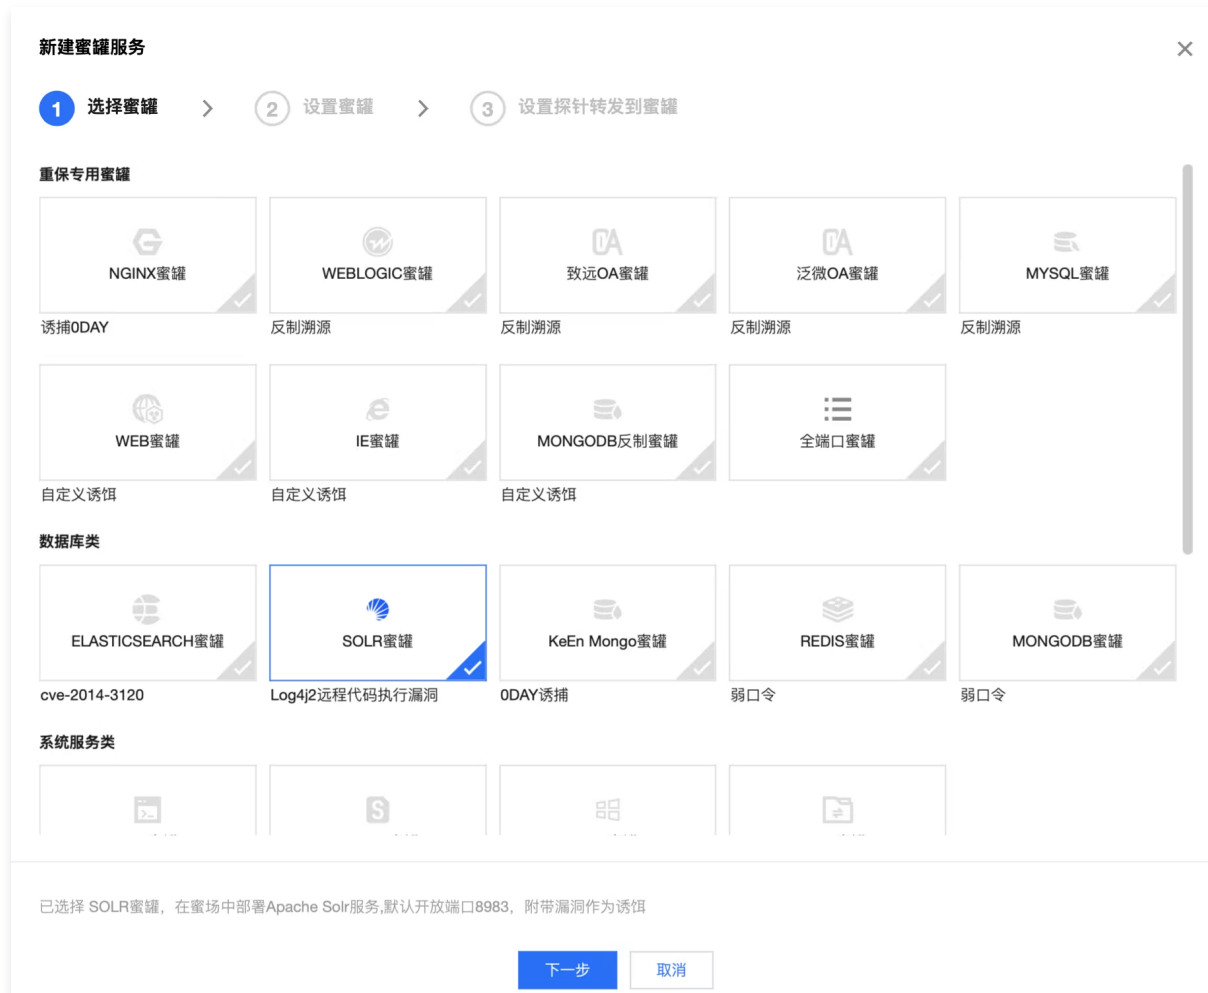 新建蜜罐服务
1 选择蜜罐 2 设置蜜罐 3 设置探针转发到蜜罐
重保专用蜜罐
NGINX蜜罐 WEBLOGIC蜜罐 致远OA蜜罐 泛微OA蜜罐 MYSQL蜜罐
诱捕0DAY 反制溯源 反制溯源 反制溯源 反制溯源
WEB蜜罐 IE蜜罐 MONGODB反制蜜罐 全端口蜜罐
自定义诱饵 自定义诱饵 自定义诱饵
数据库类
ELASTICSEARCH蜜罐 SOLR蜜罐 KeEn Mongo蜜罐 REDIS蜜罐 MONGODB蜜罐
cve-2014-3120 Log4j2远程代码执行漏洞 0DAY诱捕 弱口令 弱口令
系统服务类
已选择 SOLR蜜罐，在蜜场中部署Apache Solr服务,默认开放端口8983，附带漏洞作为诱饵
下一步 取消